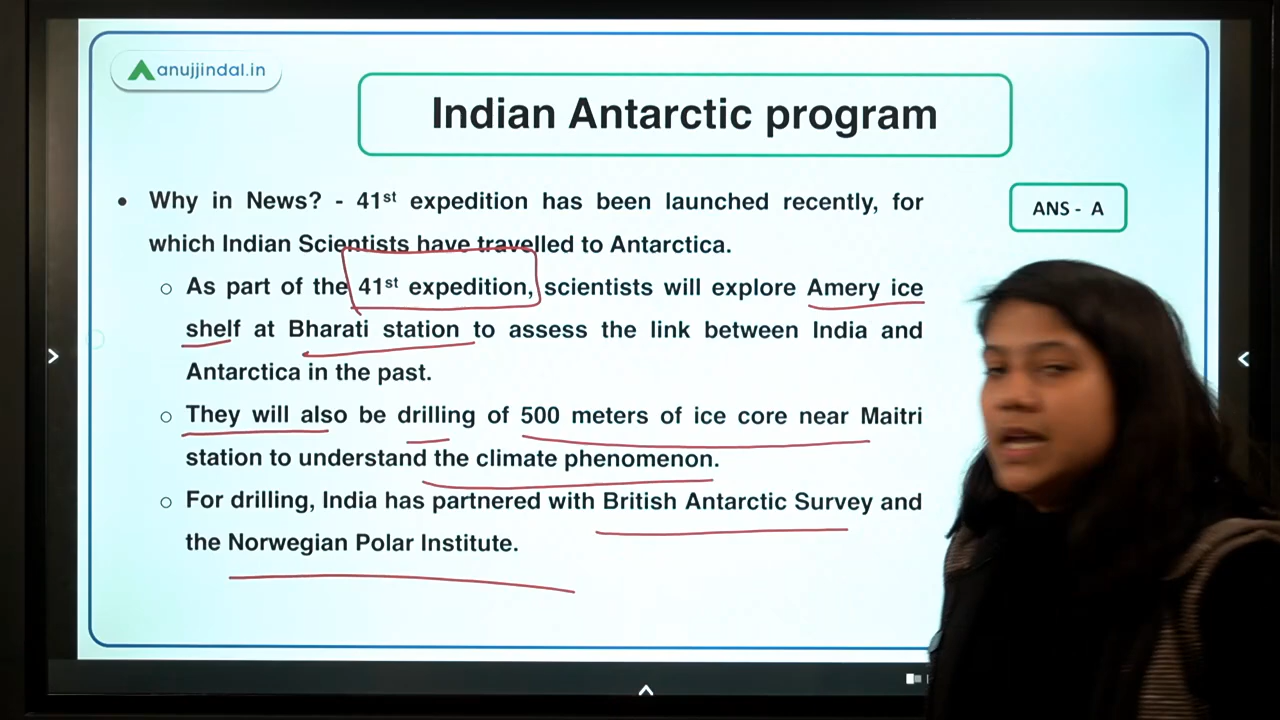 anujjindal.in
Indian Antarctic program
• Why in News? - 41st expedition has been launched recently, for
which Indian Scientists have travelled to Antarctica.
ANS - A
○ As part of the 41st expedition, scientists will explore Amery ice
shelf at Bharati station to assess the link between India and
Antarctica in the past.
○ They will also be drilling of 500 meters of ice core near Maitri
station to understand the climate phenomenon.
○ For drilling, India has partnered with British Antarctic Survey and
the Norwegian Polar Institute.